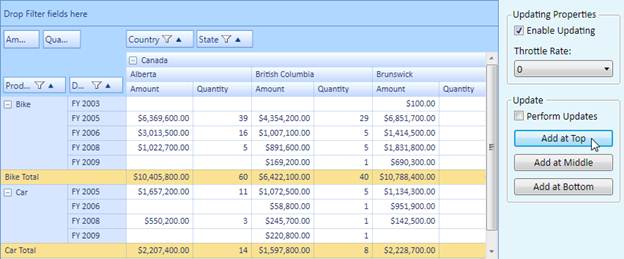 Drop Filter fields here
Am... Qua... Country State
Canada
Alberta British Columbia Brunswick
Prod... D... Amount Quantity Amount Quantity Amount Quantity
Bike FY 2003 $100.00
FY 2005 $6,369,600.00 39 $4,354,200.00 29 $6,851,700.00
FY 2006 $3,013,500.00 16 $1,007,100.00 5 $1,414,500.00
FY 2008 $1,022,700.00 5 $891,600.00 5 $1,831,800.00
FY 2009 $169,200.00 1 $690,300.00
Bike Total $10,405,800.00 60 $6,422,100.00 40 $10,788,400.00
Car FY 2005 $1,657,200.00 11 $1,072,500.00 5 $1,134,300.00
FY 2006 $58,800.00 1 $951,900.00
FY 2008 $550,200.00 3 $245,700.00 1 $142,500.00
FY 2009 $220,800.00 1
Car Total $2,207,400.00 14 $1,597,800.00 8 $2,228,700.00
Updating Properties
Enable Updating
Throttle Rate:
0
Update
Perform Updates
Add at Top
Add at Middle
Add at Bottom